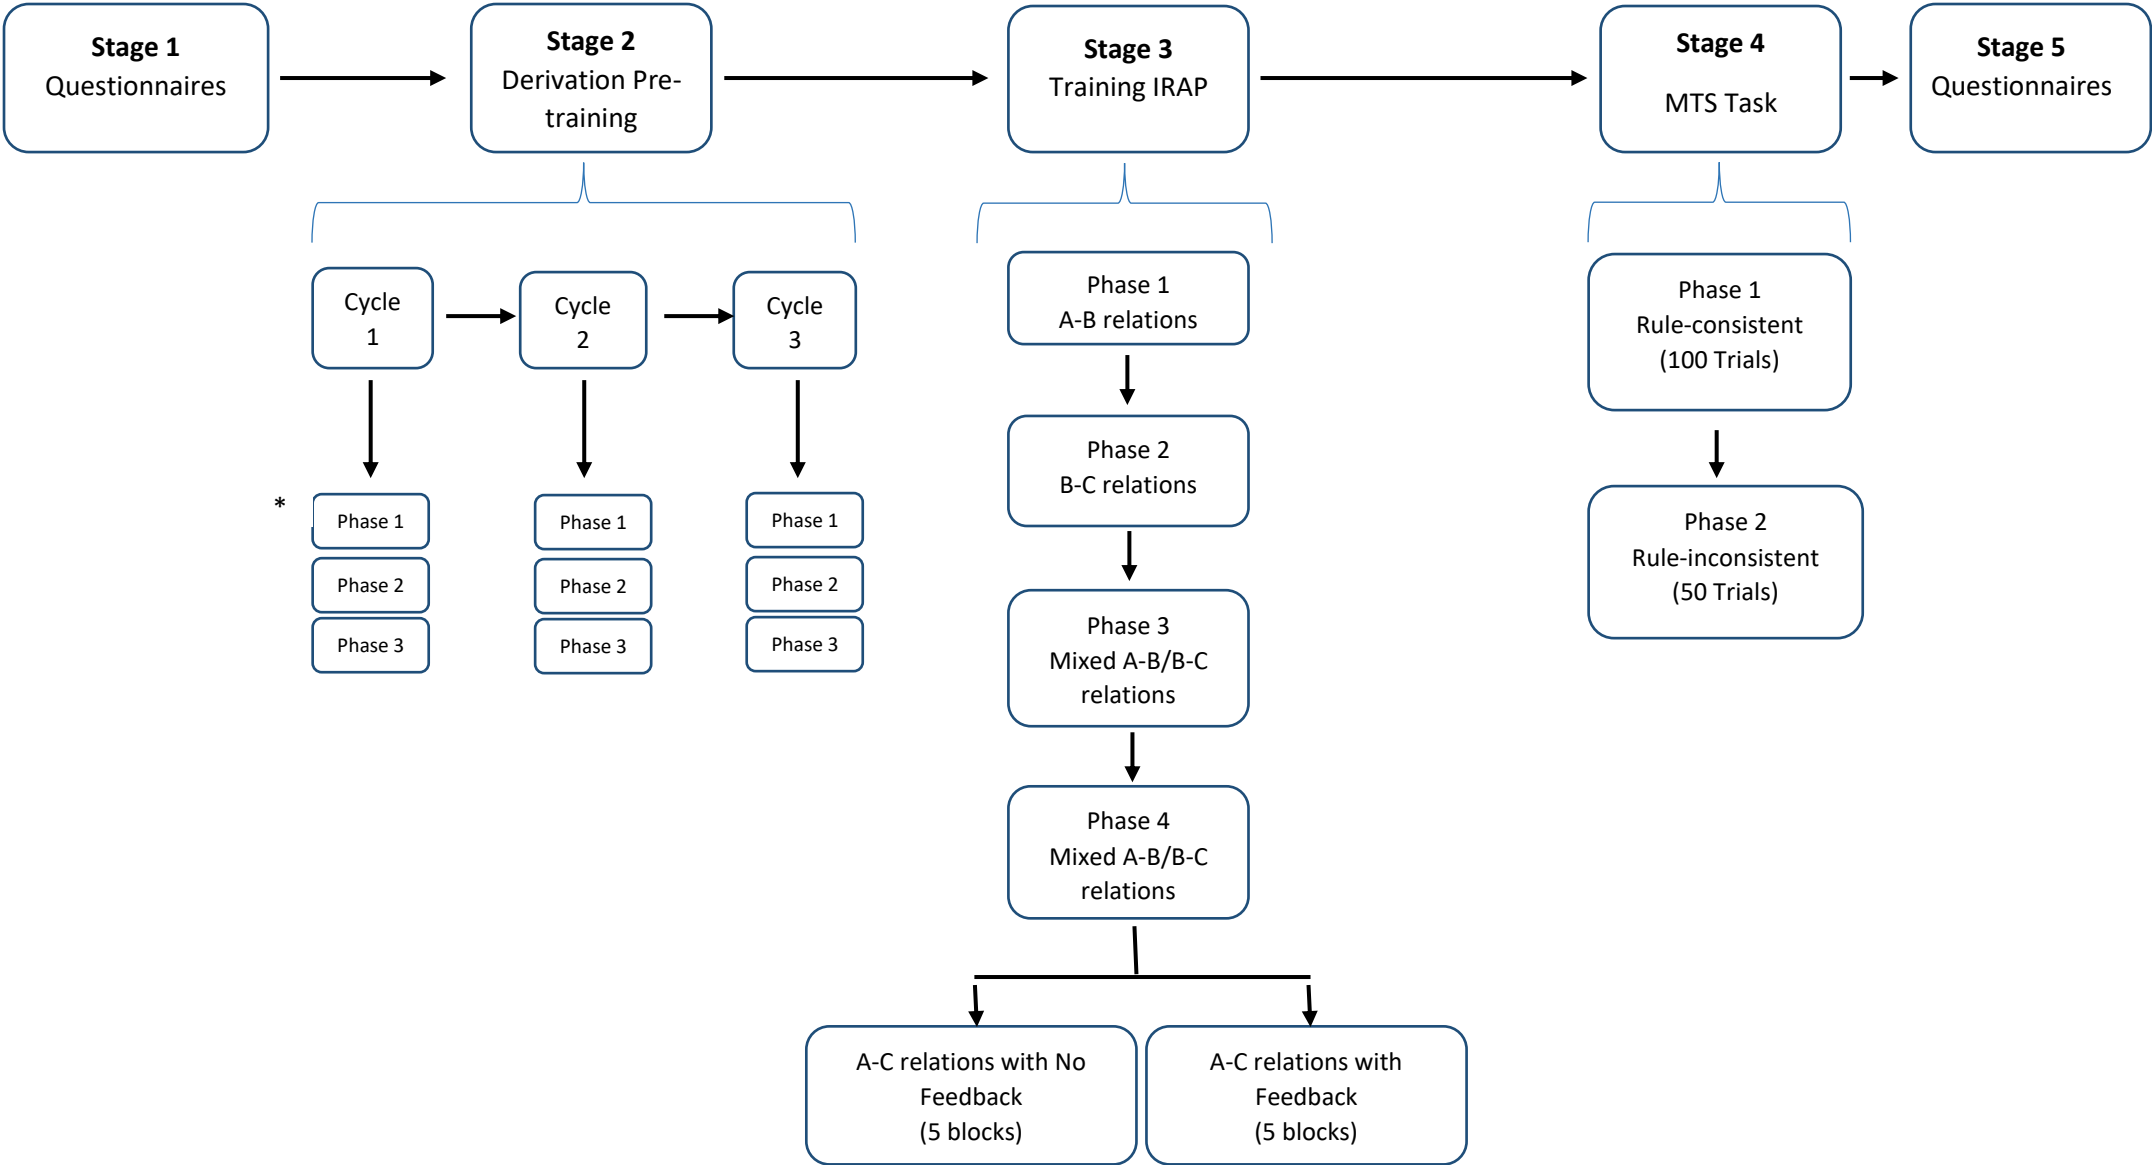 Stage 1
Questionnaires
Stage 2
Derivation Pre-
training
Stage 3
Training IRAP
Stage 4
MTS Task
Stage 5
Questionnaires
Cycle
1
Cycle
2
Cycle
3
*
Phase 1
Phase 2
Phase 3
Phase 1
Phase 2
Phase 3
Phase 1
Phase 2
Phase 3
Phase 1
A-B relations
Phase 2
B-C relations
Phase 3
Mixed A-B/B-C
relations
Phase 4
Mixed A-B/B-C
relations
A-C relations with No
Feedback
(5 blocks)
A-C relations with
Feedback
(5 blocks)
Phase 1
Rule-consistent
(100 Trials)
Phase 2
Rule-inconsistent
(50 Trials)